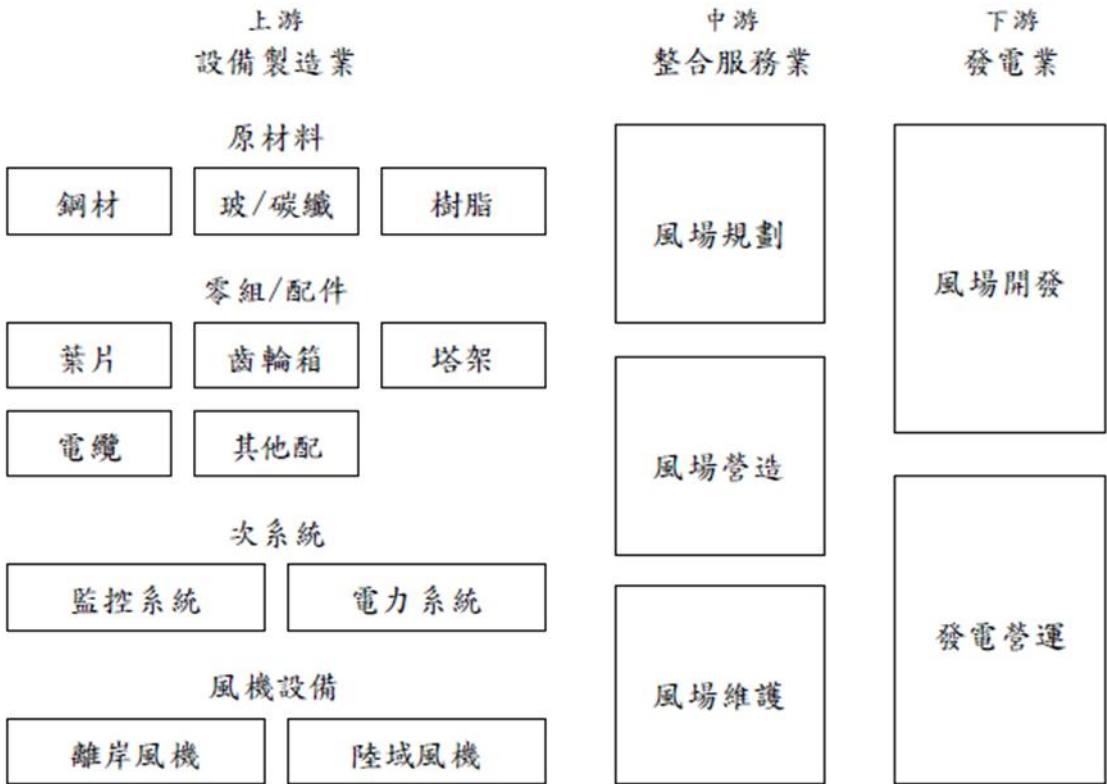 上游
設備製造業
原材料
鋼材
玻/碳纖
樹脂
零組/配件
葉片
齒輪箱
塔架
電纜
其他配
次系統
監控系統
電力系統
風機設備
離岸風機
陸域風機
中游
整合服務業
風場規劃
風場營造
風場維護
下游
發電業
風場開發
發電營運